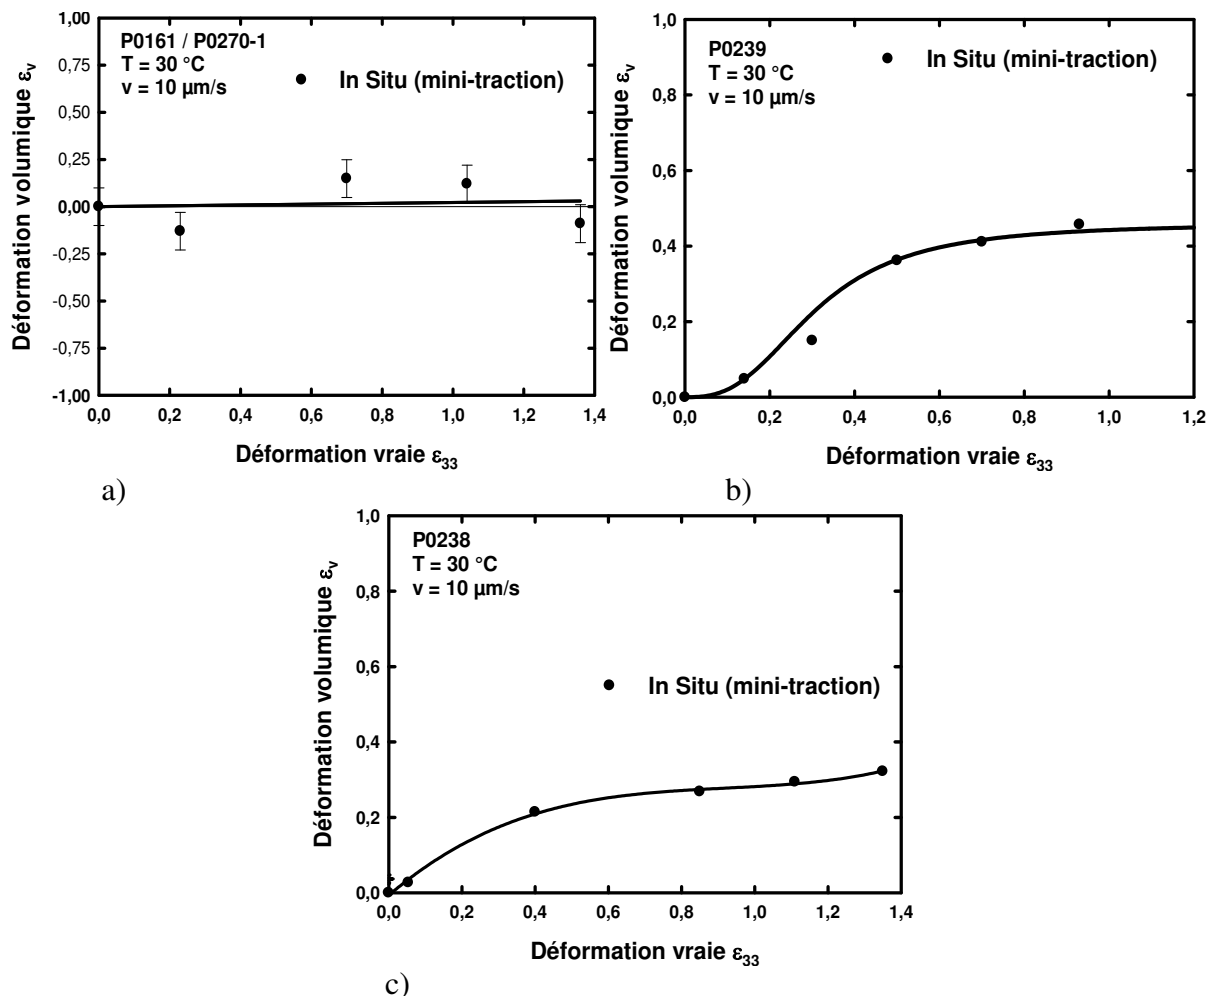 P0161 / P0270-1
T = 30 °C
v = 10 µm/s
In Situ (mini-traction)
Déformation volumique εv
1,00
0,75
0,50
0,25
0,00
-0,25
-0,50
-0,75
-1,00
0,0 0,2 0,4 0,6 0,8 1,0 1,2 1,4
Déformation vraie ε33
a)
P0239
T = 30 °C
v = 10 µm/s
In Situ (mini-traction)
Déformation volumique εv
1,0
0,8
0,6
0,4
0,2
0,0
0,0 0,2 0,4 0,6 0,8 1,0 1,2
Déformation vraie ε33
b)
P0238
T = 30 °C
v = 10 µm/s
In Situ (mini-traction)
Déformation volumique εv
1,0
0,8
0,6
0,4
0,2
0,0
0,0 0,2 0,4 0,6 0,8 1,0 1,2 1,4
Déformation vraie ε33
c)